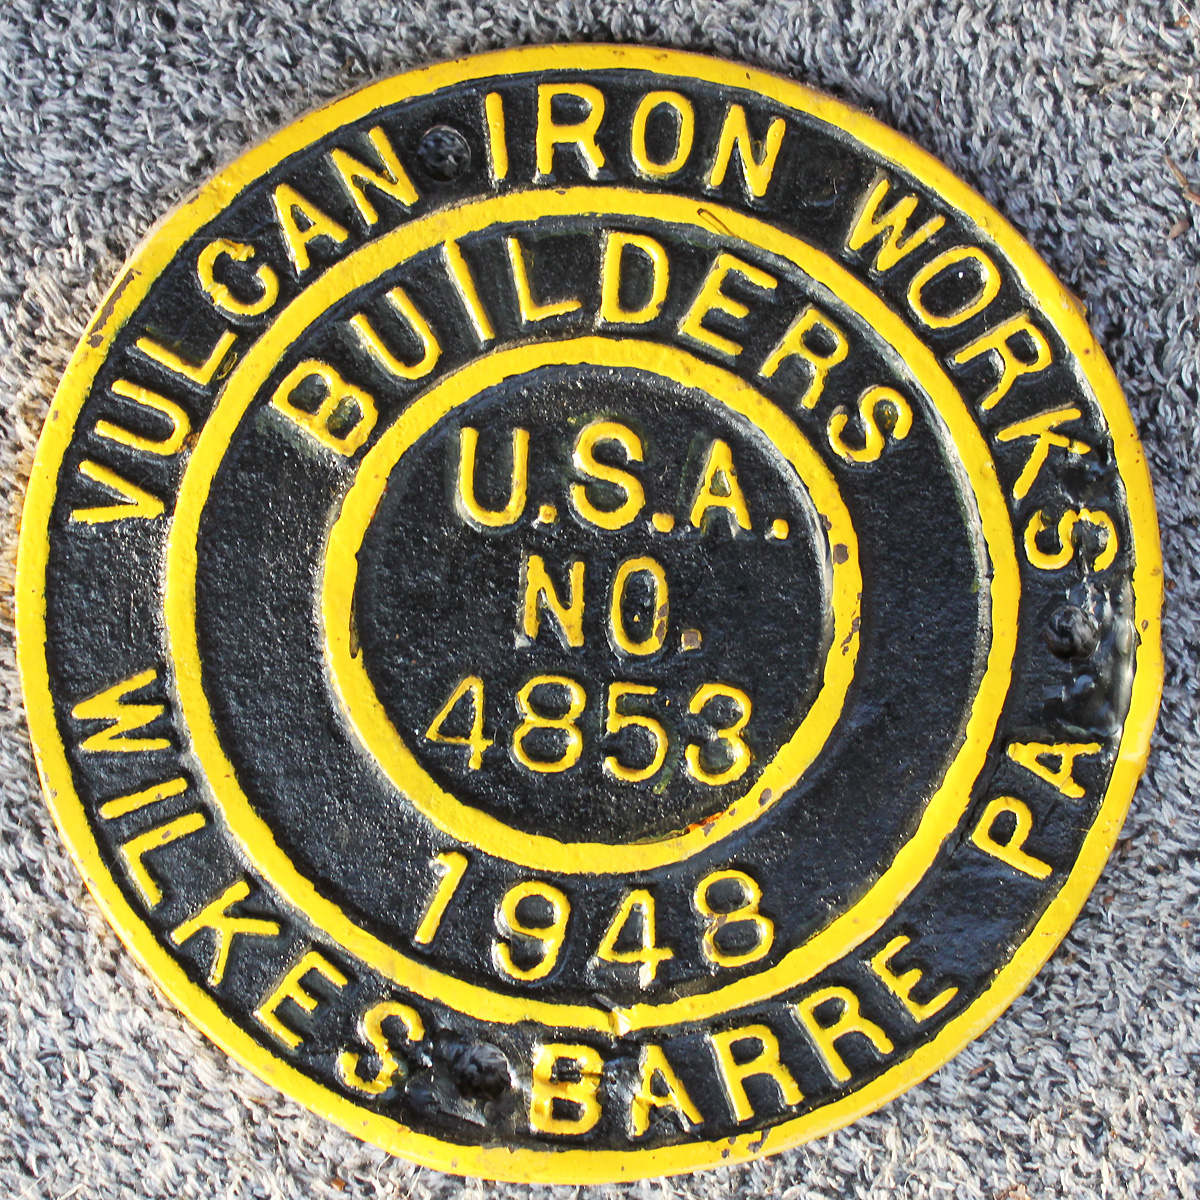 VULCAN IRON WORKS
BUILDERS
U.S.A.
NO.
4853
1948
WILKES BARRE PA